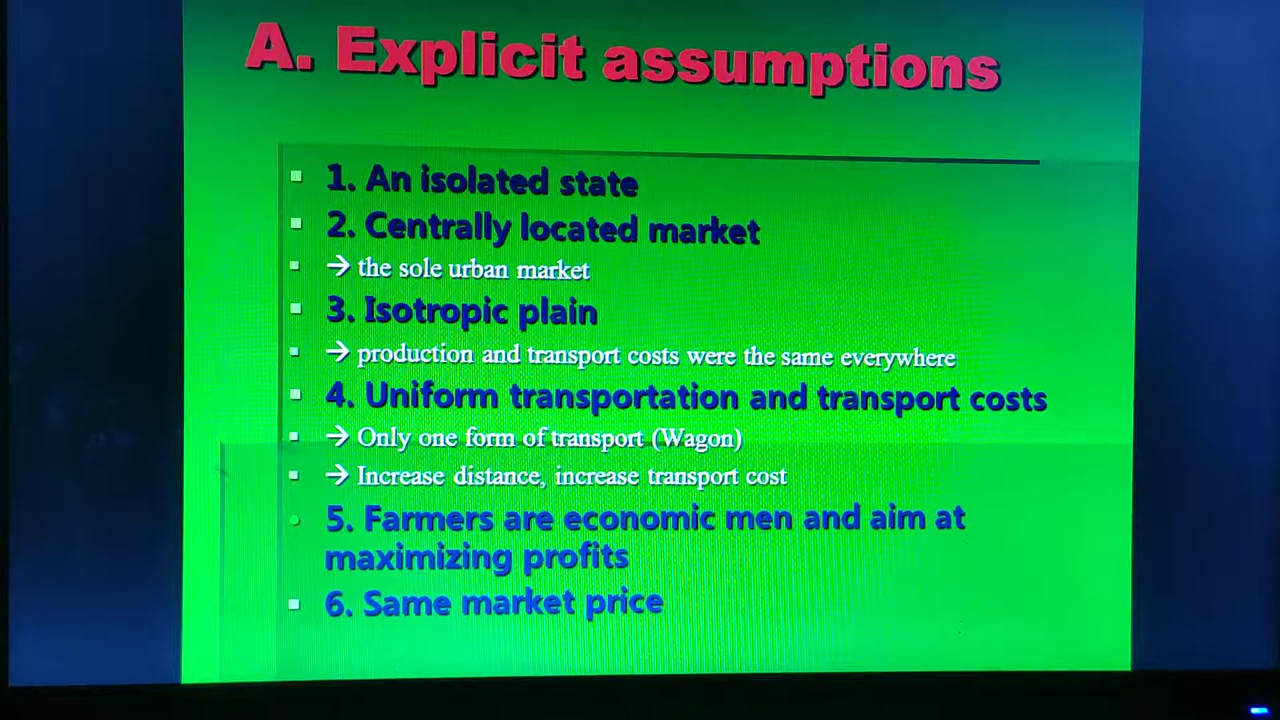 A. Explicit assumptions
1. An isolated state
2. Centrally located market
→ the sole urban market
3. Isotropic plain
→ production and transport costs were the same everywhere
4. Uniform transportation and transport costs
→ Only one form of transport (Wagon)
→ Increase distance, increase transport cost
5. Farmers are economic men and aim at
maximizing profits
6. Same market price